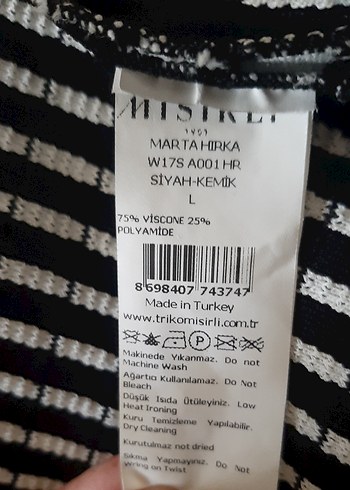 MISIRLI
1951
MARTA HIRKA
W17S A001 HR
SİYAH-KEMİK
L
75% VİSCONE 25%
POLYAMIDE
8 698407 743747
Made in Turkey
www.trikomisirli.com.tr
Makinede Yıkanmaz. Do not
Machine Wash
Ağartıcı Kullanılamaz. Do Not
Bleach
Düşük Isıda Ütüleyiniz. Low
Heat Ironing
Kuru Temizleme Yapılabilir.
Dry Cleaning
Kurutulmaz not dried
Sıkma Yapmayınız. Do Not
Wring on Twist